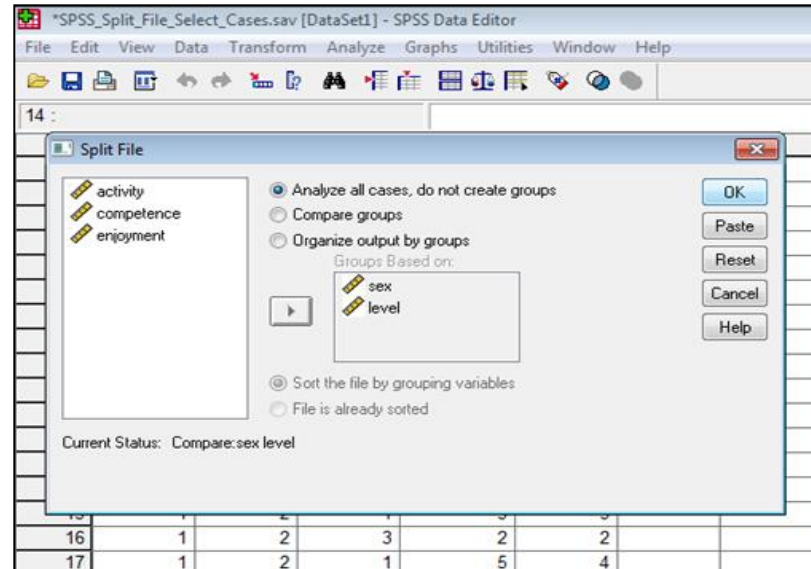 *SPSS_Split_File_Select_Cases.sav [DataSet1] - SPSS Data Editor
File Edit View Data Transform Analyze Graphs Utilities Window Help
14 :
Split File
activity
competence
enjoyment
Analyze all cases, do not create groups
Compare groups
Organize output by groups
Groups Based on:
sex
level
Sort the file by grouping variables
File is already sorted
OK
Paste
Reset
Cancel
Help
Current Status: Compare:sex level
16 1 2 3 2 2
17 1 2 1 5 4